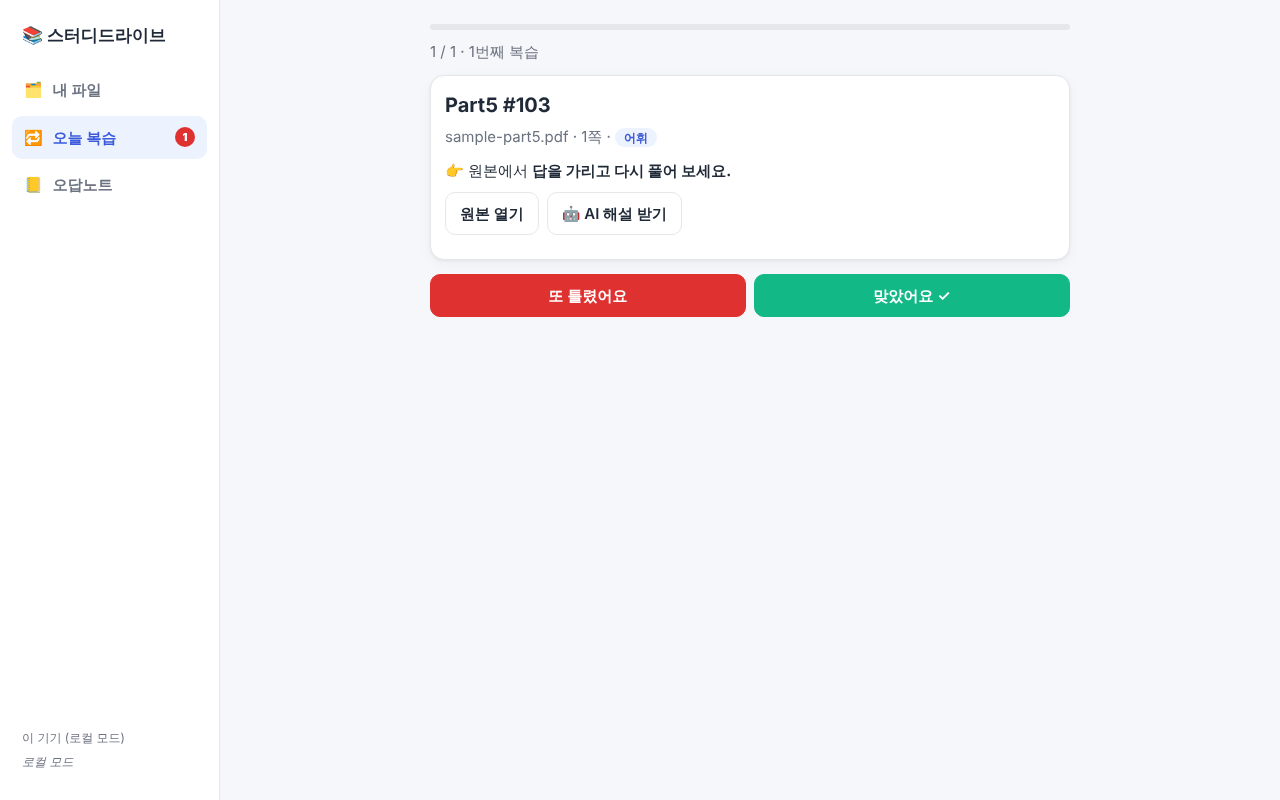 📚 스터디드라이브
🗂️ 내 파일
🔁 오늘 복습 1
📒 오답노트
이 기기 (로컬 모드)
로컬 모드
1 / 1 · 1번째 복습
Part5 #103
sample-part5.pdf · 1쪽 · 어휘
👉 원본에서 답을 가리고 다시 풀어 보세요.
원본 열기 🤖 AI 해설 받기
또 틀렸어요 맞았어요 ✓